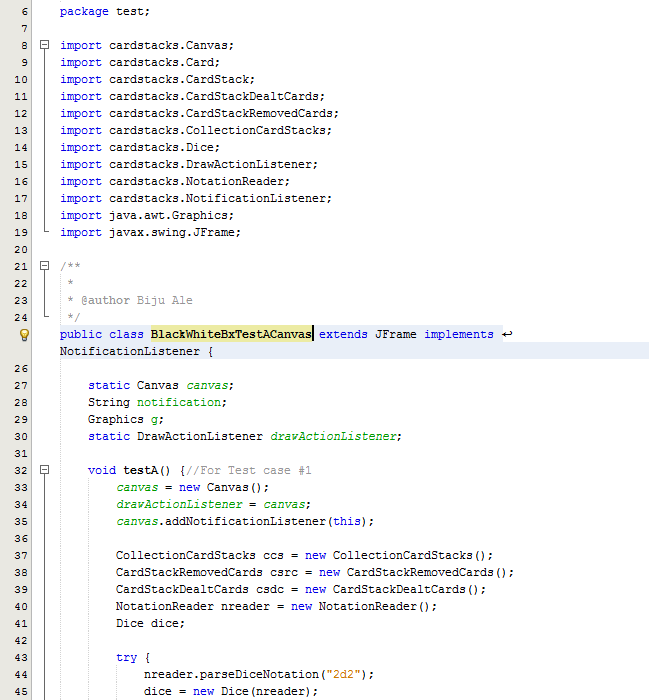 6 package test;
7
8 import cardstacks.Canvas;
9 import cardstacks.Card;
10 import cardstacks.CardStack;
11 import cardstacks.CardStackDealtCards;
12 import cardstacks.CardStackRemovedCards;
13 import cardstacks.CollectionCardStacks;
14 import cardstacks.Dice;
15 import cardstacks.DrawActionListener;
16 import cardstacks.NotationReader;
17 import cardstacks.NotificationListener;
18 import java.awt.Graphics;
19 import javax.swing.JFrame;
20
21 /**
22 *
23 * @author Biju Ale
24 */
public class BlackWhiteBxTestACanvas extends JFrame implements
NotificationListener {
26
27 static Canvas canvas;
28 String notification;
29 Graphics g;
30 static DrawActionListener drawActionListener;
31
32 void testA() {//For Test case #1
33 canvas = new Canvas();
34 drawActionListener = canvas;
35 canvas.addNotificationListener(this);
36
37 CollectionCardStacks ccs = new CollectionCardStacks();
38 CardStackRemovedCards csrc = new CardStackRemovedCards();
39 CardStackDealtCards csdc = new CardStackDealtCards();
40 NotationReader nreader = new NotationReader();
41 Dice dice;
42
43 try {
44 nreader.parseDiceNotation("2d2");
45 dice = new Dice(nreader);